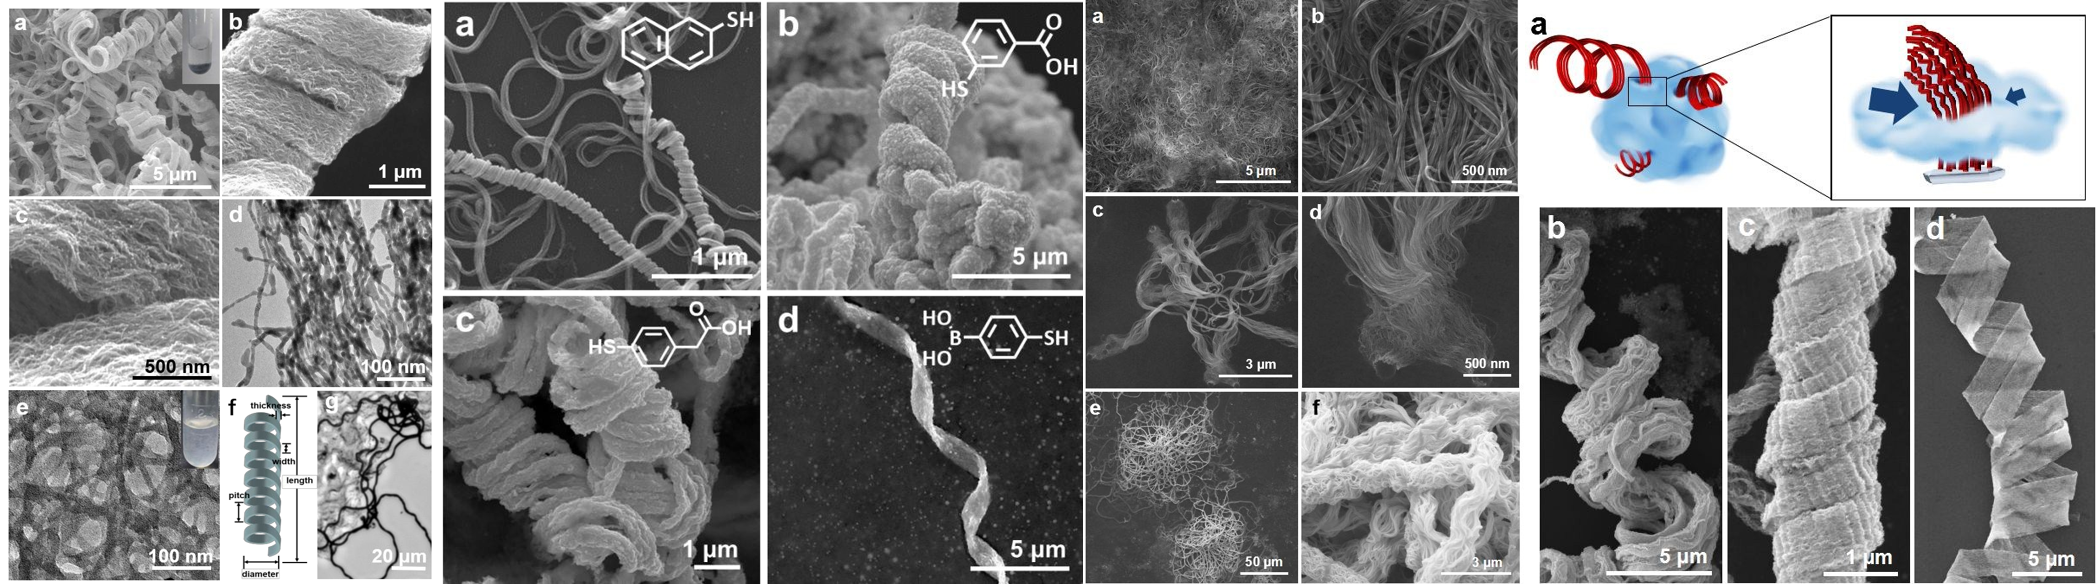 a
5 µm
b
1 µm
c
500 nm
d
100 nm
e
100 nm
f
thickness
width
length
pitch
diameter
g
20 µm
a
SH
1 µm
b
O
OH
HS
5 µm
c
O
OH
HS
1 µm
d
HO
B
SH
HO
5 µm
a
5 µm
b
500 nm
c
3 µm
d
500 nm
e
50 µm
f
3 µm
a
b
5 µm
c
1 µm
d
5 µm